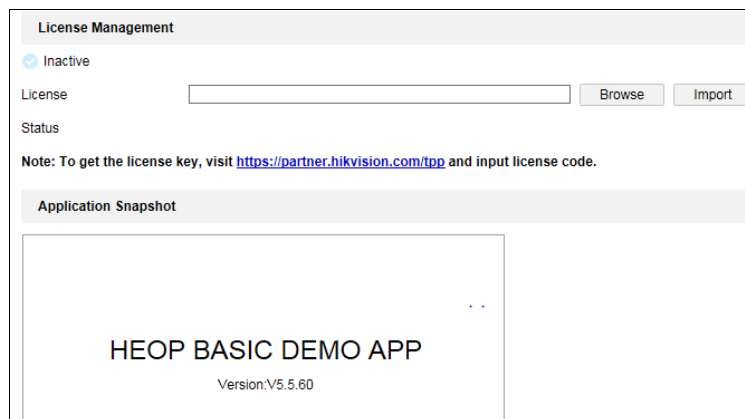 License Management
Inactive
License Browse Import
Status
Note: To get the license key, visit https://partner.hikvision.com/tpp and input license code.
Application Snapshot
HEOP BASIC DEMO APP
Version:V5.5.60